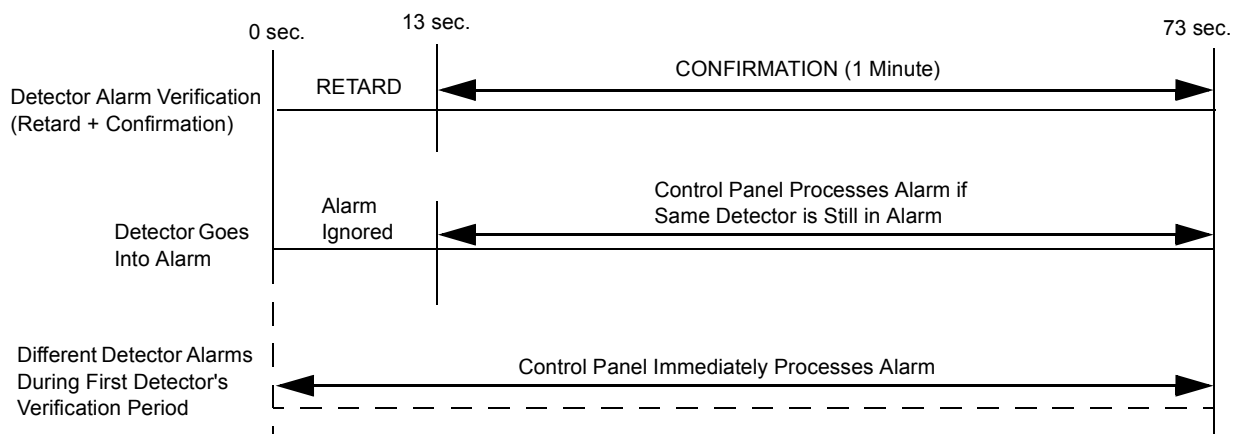 0 sec.
13 sec.
73 sec.
Detector Alarm Verification
(Retard + Confirmation)
RETARD
CONFIRMATION (1 Minute)
Detector Goes
Into Alarm
Alarm
Ignored
Control Panel Processes Alarm if
Same Detector is Still in Alarm
Different Detector Alarms
During First Detector's
Verification Period
Control Panel Immediately Processes Alarm